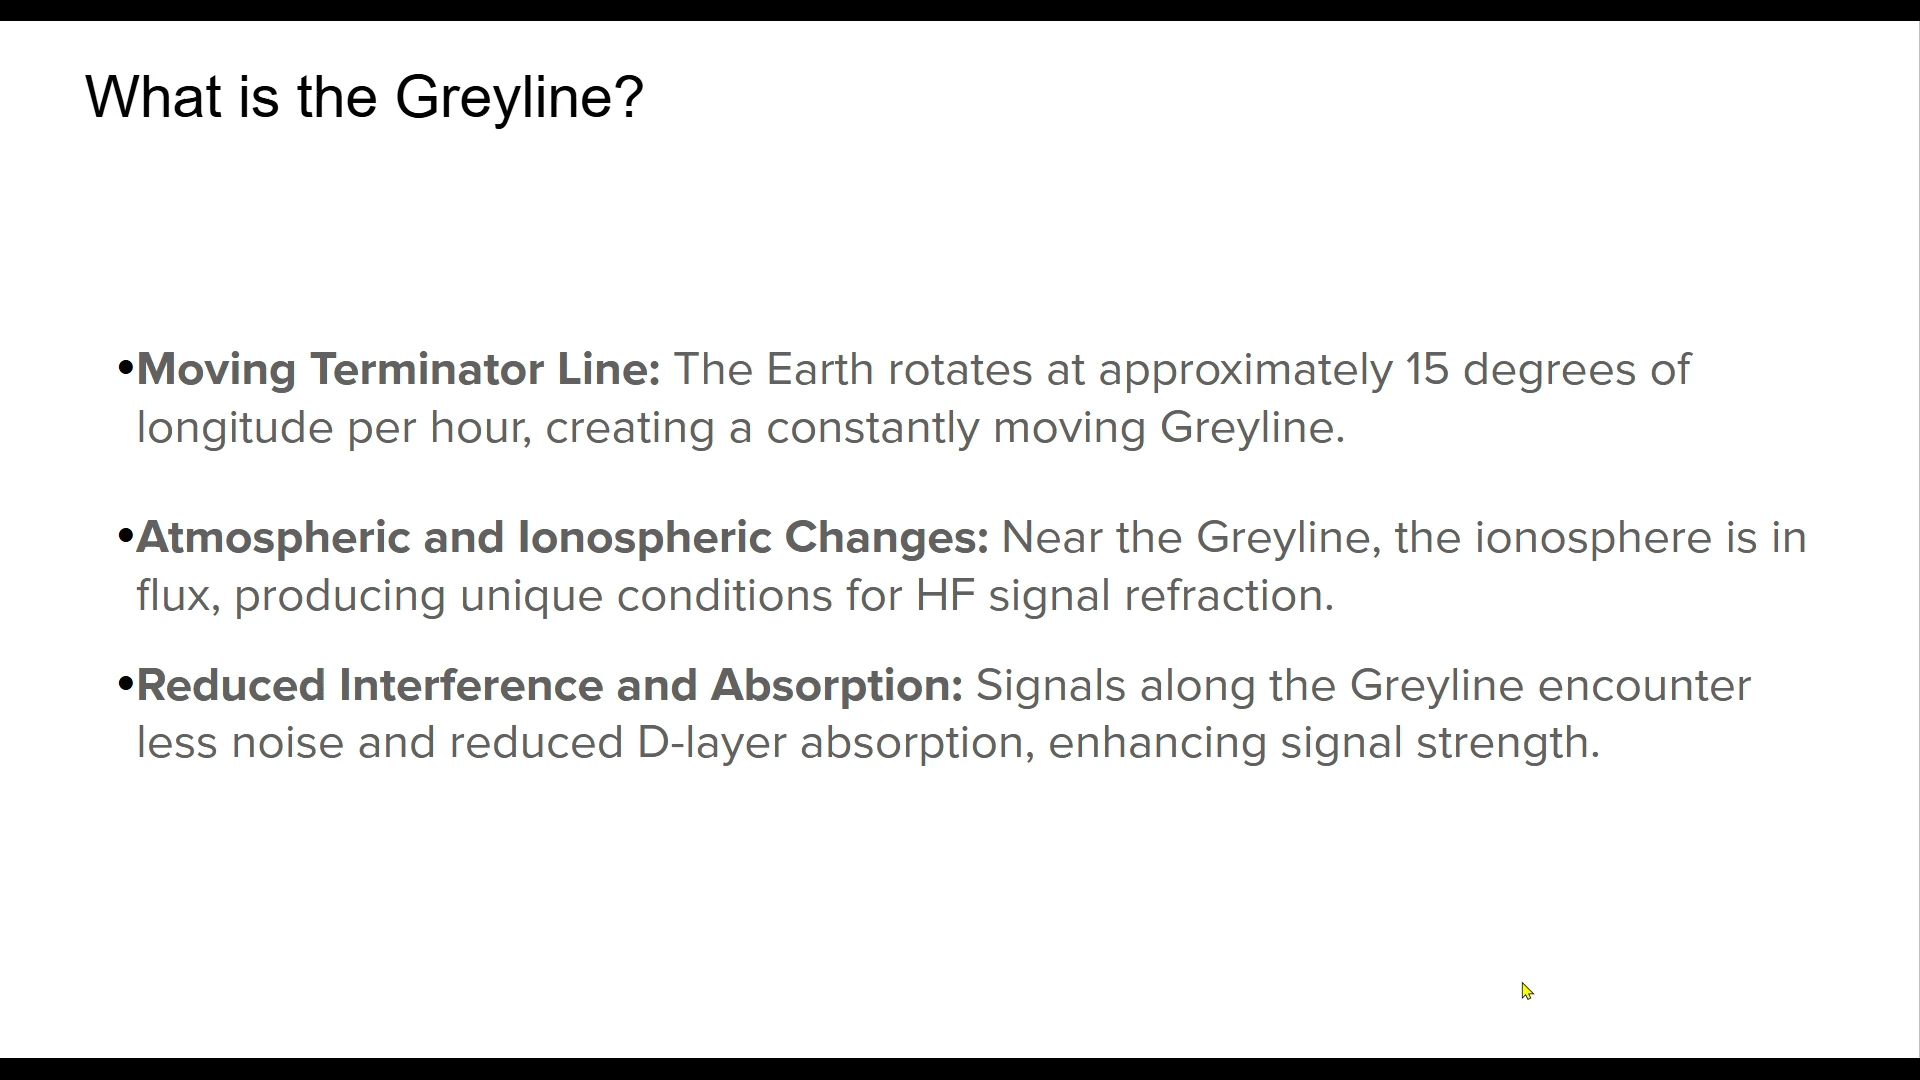 What is the Greyline?
•Moving Terminator Line: The Earth rotates at approximately 15 degrees of
longitude per hour, creating a constantly moving Greyline.
•Atmospheric and Ionospheric Changes: Near the Greyline, the ionosphere is in
flux, producing unique conditions for HF signal refraction.
•Reduced Interference and Absorption: Signals along the Greyline encounter
less noise and reduced D-layer absorption, enhancing signal strength.